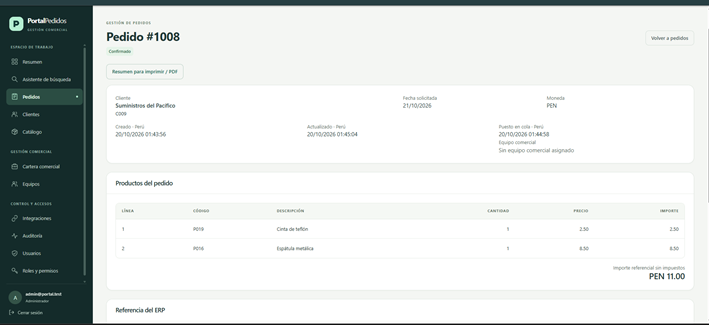 P
PortalPedidos
GESTIÓN COMERCIAL
ESPACIO DE TRABAJO
Resumen
Asistente de búsqueda
Pedidos
Clientes
Catálogo
GESTIÓN COMERCIAL
Cartera comercial
Equipos
CONTROL Y ACCESOS
Integraciones
Auditoría
Usuarios
Roles y permisos
A
admin@portal.test
Administrador
Cerrar sesión
GESTIÓN DE PEDIDOS
Pedido #1008
Confirmado
Volver a pedidos
Resumen para imprimir / PDF
Cliente
Suministros del Pacífico
C009
Fecha solicitada
21/10/2026
Moneda
PEN
Creado · Perú
20/10/2026 01:43:56
Actualizado · Perú
20/10/2026 01:45:04
Puesto en cola · Perú
20/10/2026 01:44:58
Equipo comercial
Sin equipo comercial asignado
Productos del pedido
LÍNEA CÓDIGO DESCRIPCIÓN CANTIDAD PRECIO IMPORTE
1 P019 Cinta de teflón 1 2.50 2.50
2 P016 Espátula metálica 1 8.50 8.50
Importe referencial sin impuestos
PEN 11.00
Referencia del ERP